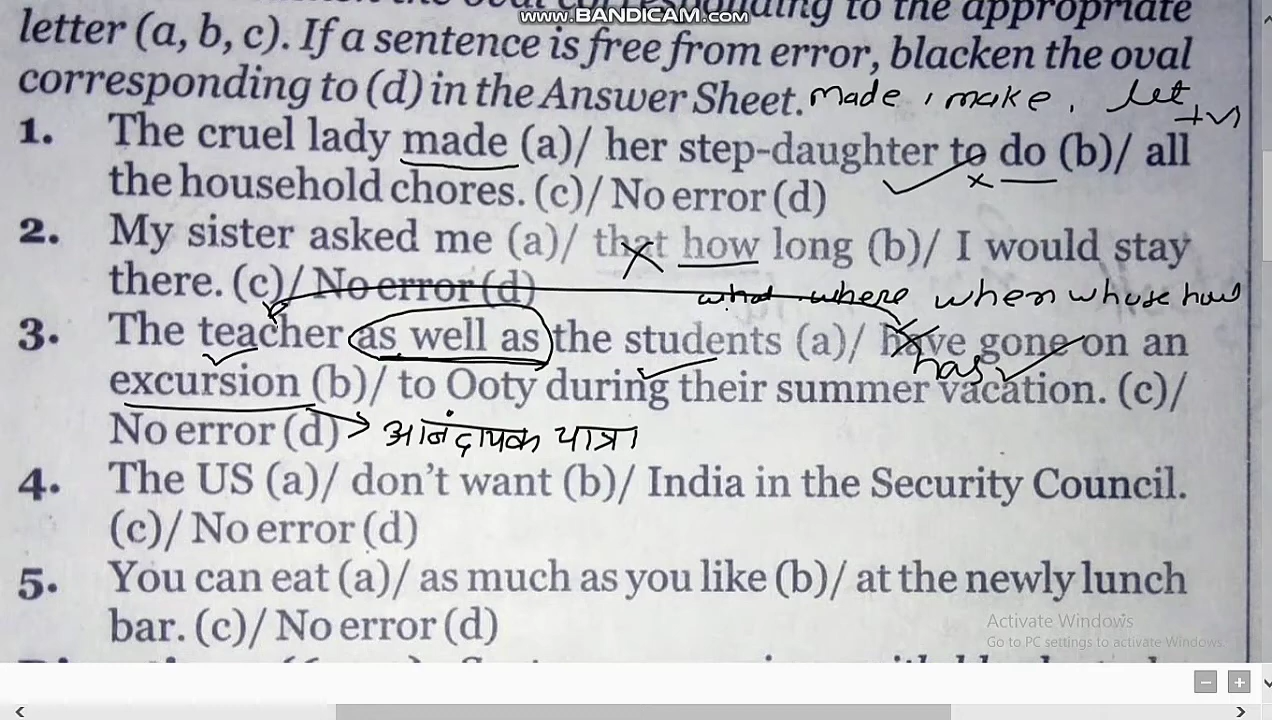 www.BANDICAM.com
corresponding to the appropriate
letter (a, b, c). If a sentence is free from error, blacken the oval
corresponding to (d) in the Answer Sheet. made, make, let
+V1
1. The cruel lady made (a)/ her step-daughter to do (b)/ all
the household chores. (c)/ No error (d)
2. My sister asked me (a)/ that how long (b)/ I would stay
there. (c)/ No error (d)
what where when whose how
3. The teacher as well as the students (a)/ have gone on an
has
excursion (b)/ to Ooty during their summer vacation. (c)/
No error (d) → आनंदायक यात्रा
4. The US (a)/ don't want (b)/ India in the Security Council.
(c)/ No error (d)
5. You can eat (a)/ as much as you like (b)/ at the newly lunch
bar. (c)/ No error (d)
Activate Windows
Go to PC settings to activate Windows.